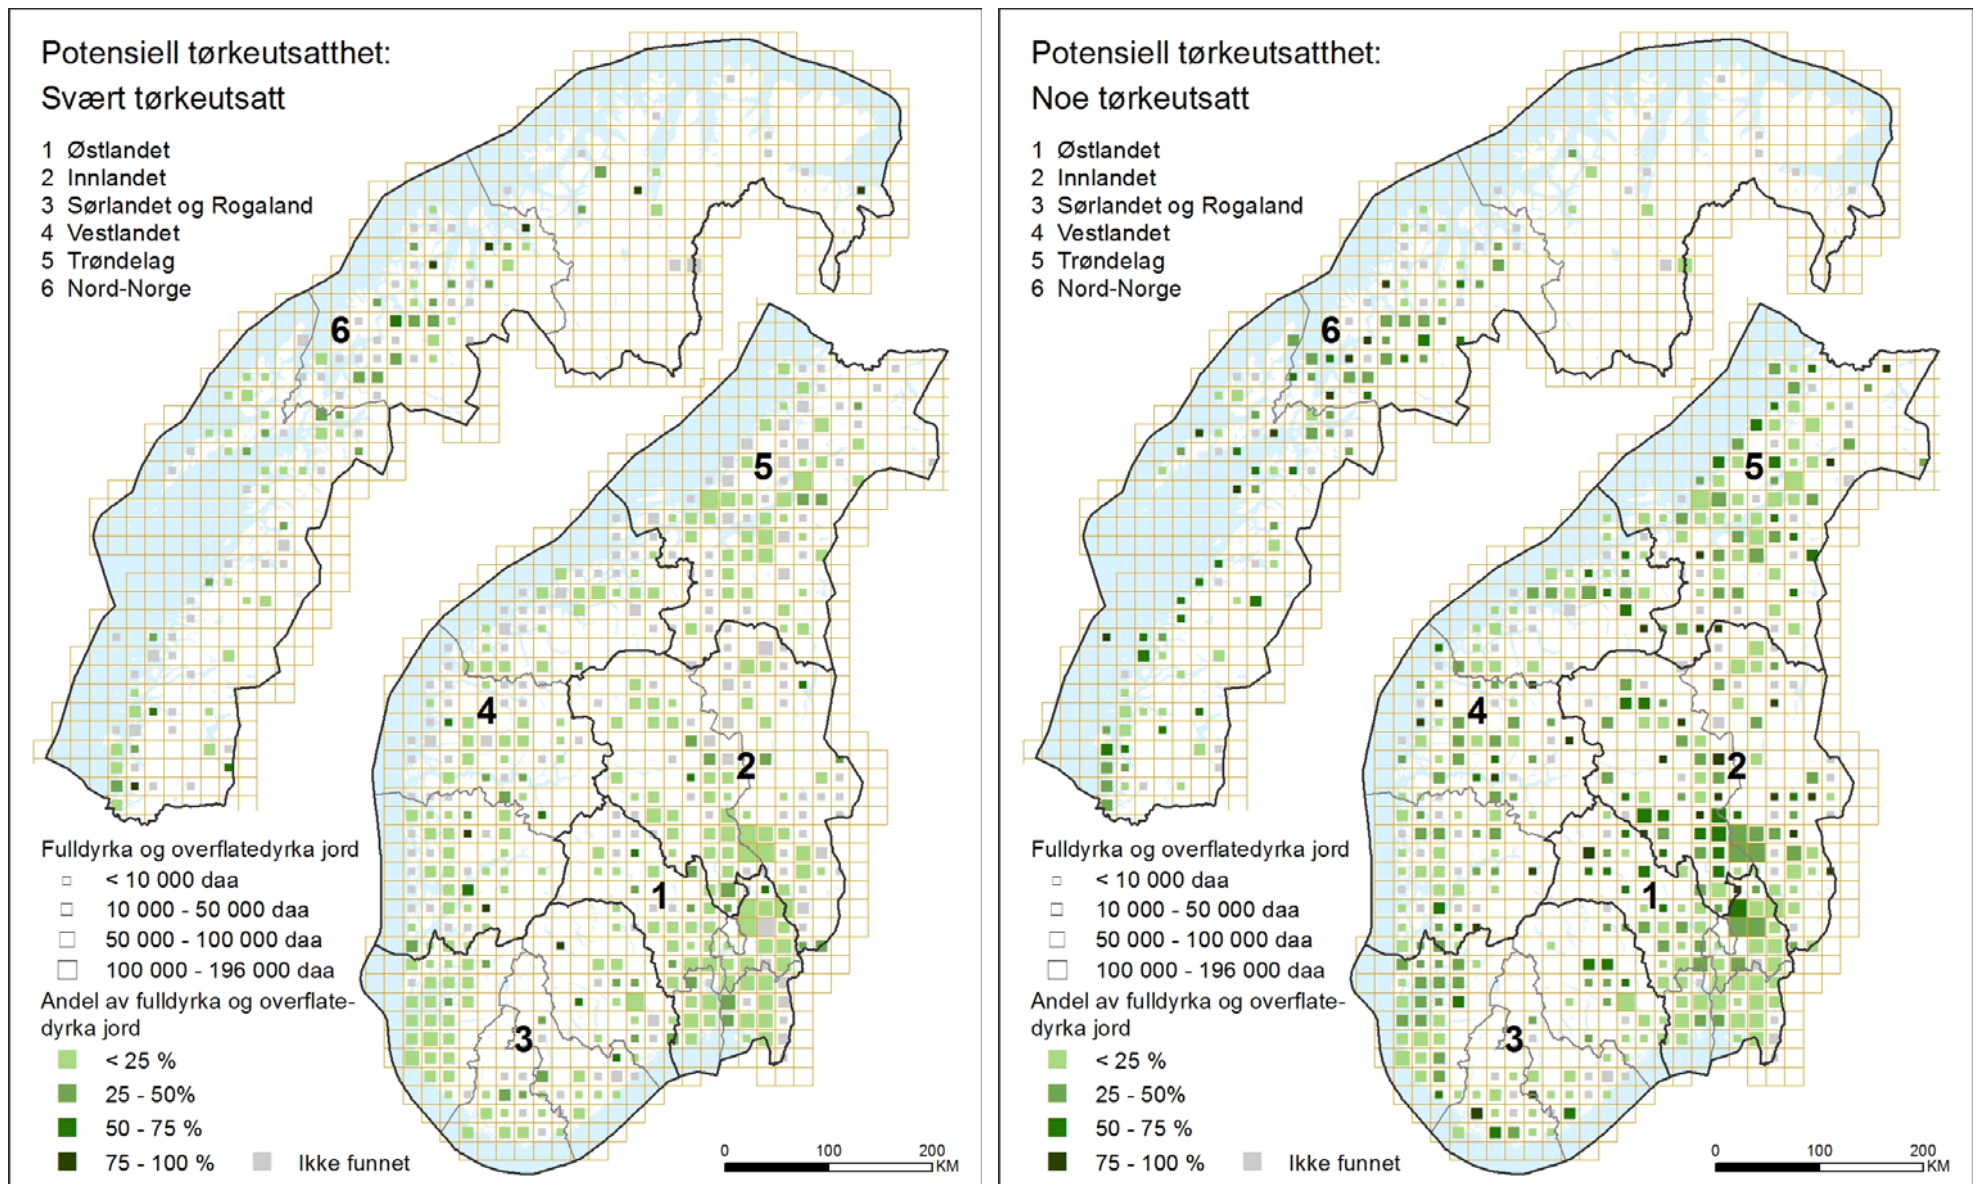 Potensiell tørkeutsatthet:
Svært tørkeutsatt
1 Østlandet
2 Innlandet
3 Sørlandet og Rogaland
4 Vestlandet
5 Trøndelag
6 Nord-Norge
6
5
4
2
1
3
Fulldyrka og overflatedyrka jord
< 10 000 daa
10 000 - 50 000 daa
50 000 - 100 000 daa
100 000 - 196 000 daa
Andel av fulldyrka og overflate-
dyrka jord
< 25 %
25 - 50%
50 - 75 %
75 - 100 %
Ikke funnet
0 100 200
KM
Potensiell tørkeutsatthet:
Noe tørkeutsatt
1 Østlandet
2 Innlandet
3 Sørlandet og Rogaland
4 Vestlandet
5 Trøndelag
6 Nord-Norge
6
5
4
2
1
3
Fulldyrka og overflatedyrka jord
< 10 000 daa
10 000 - 50 000 daa
50 000 - 100 000 daa
100 000 - 196 000 daa
Andel av fulldyrka og overflate-
dyrka jord
< 25 %
25 - 50%
50 - 75 %
75 - 100 %
Ikke funnet
0 100 200
KM